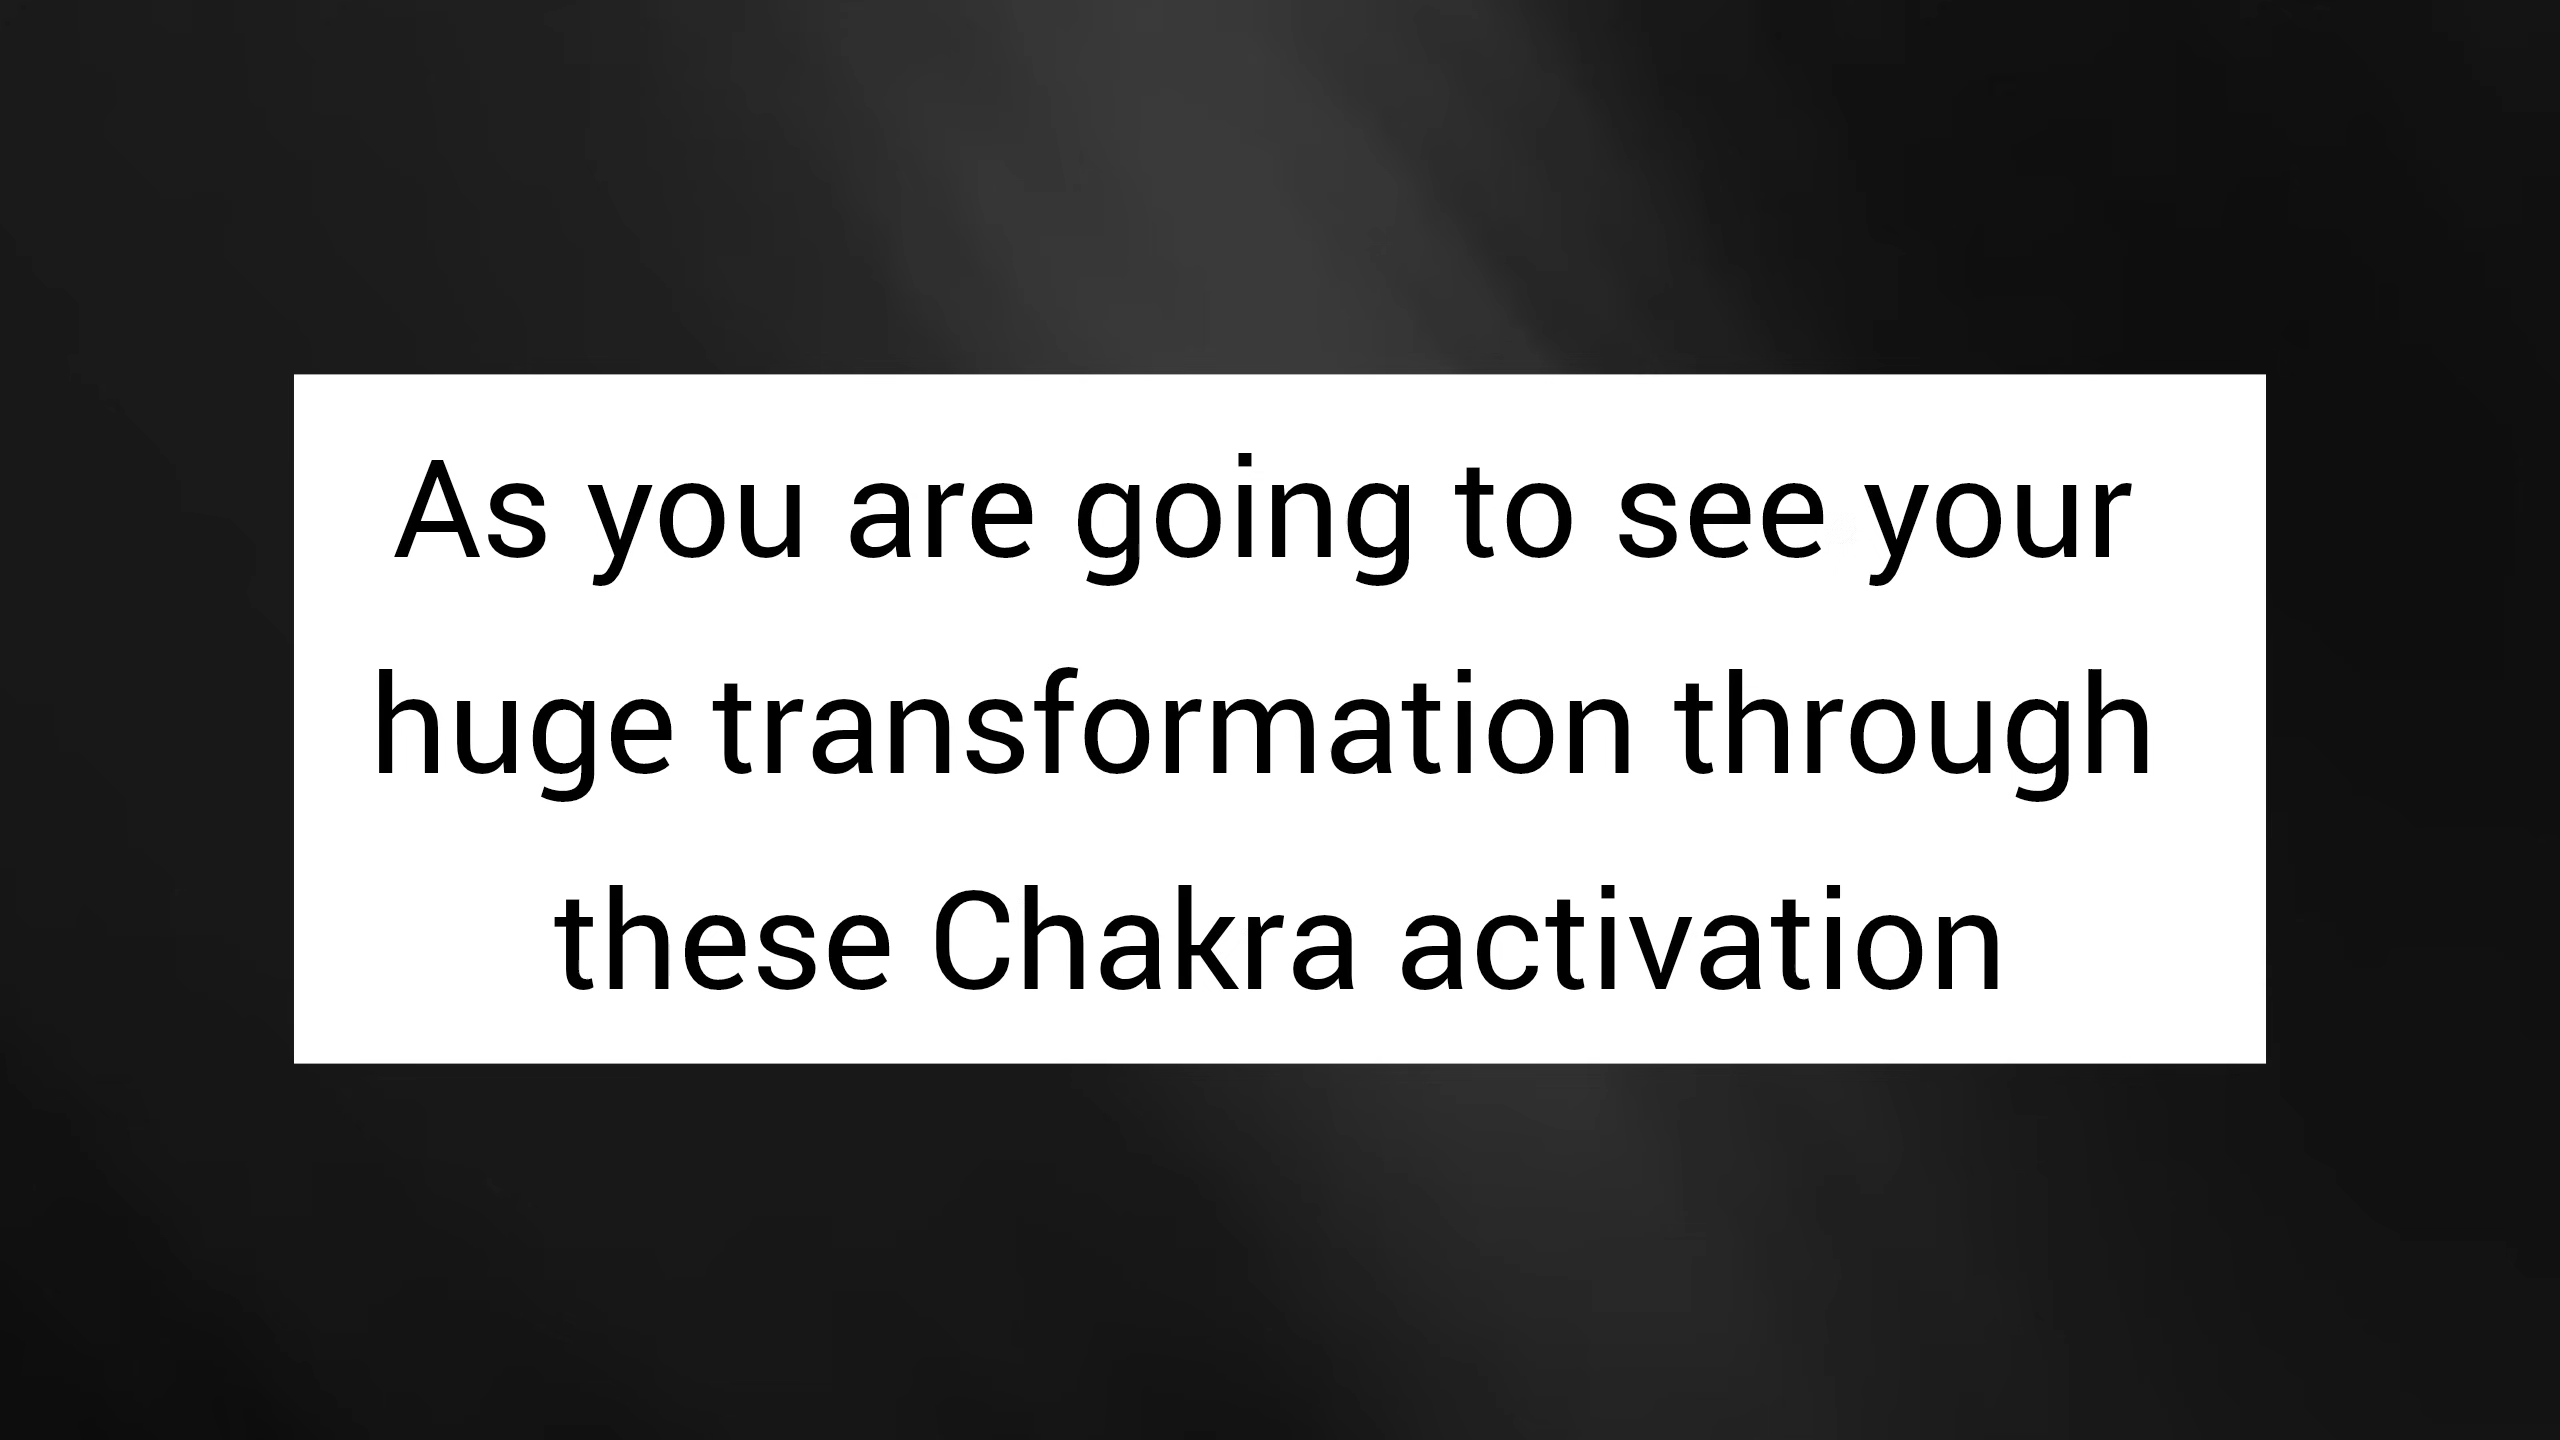 As you are going to see your
huge transformation through
these Chakra activation